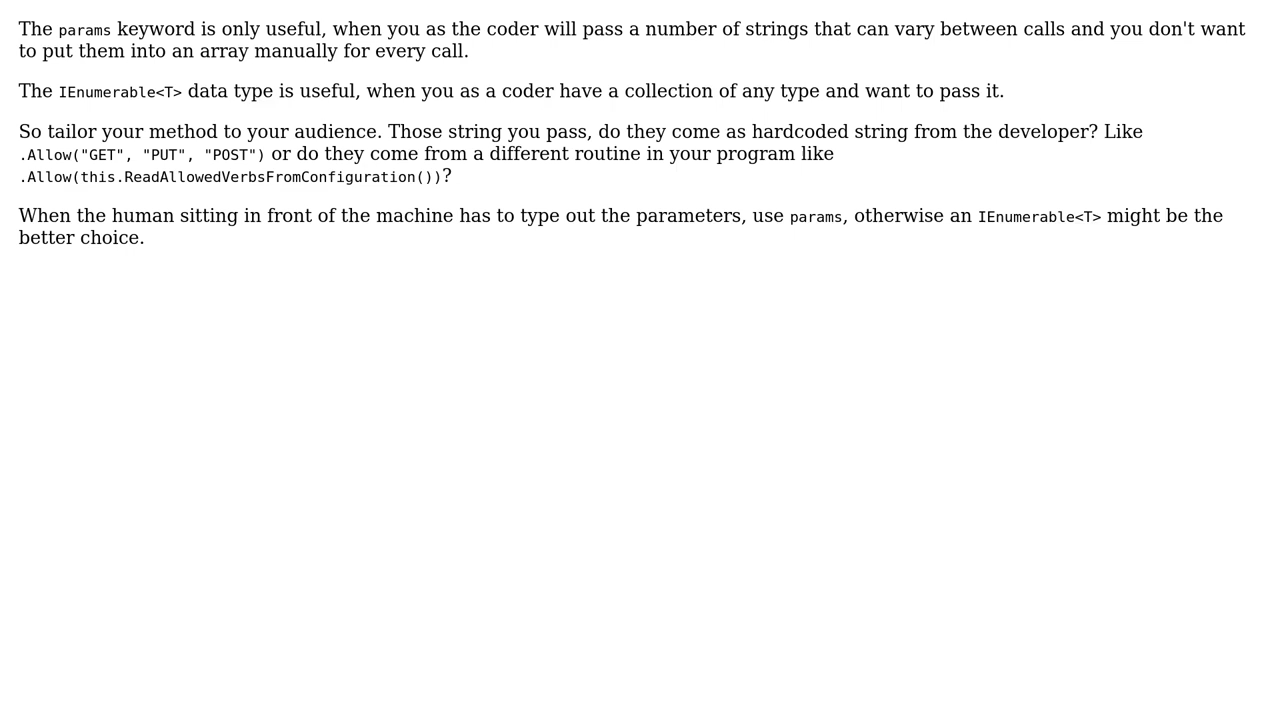 The params keyword is only useful, when you as the coder will pass a number of strings that can vary between calls and you don't want
to put them into an array manually for every call.
The IEnumerable<T> data type is useful, when you as a coder have a collection of any type and want to pass it.
So tailor your method to your audience. Those string you pass, do they come as hardcoded string from the developer? Like
.Allow("GET", "PUT", "POST") or do they come from a different routine in your program like
.Allow(this.ReadAllowedVerbsFromConfiguration())?
When the human sitting in front of the machine has to type out the parameters, use params, otherwise an IEnumerable<T> might be the
better choice.